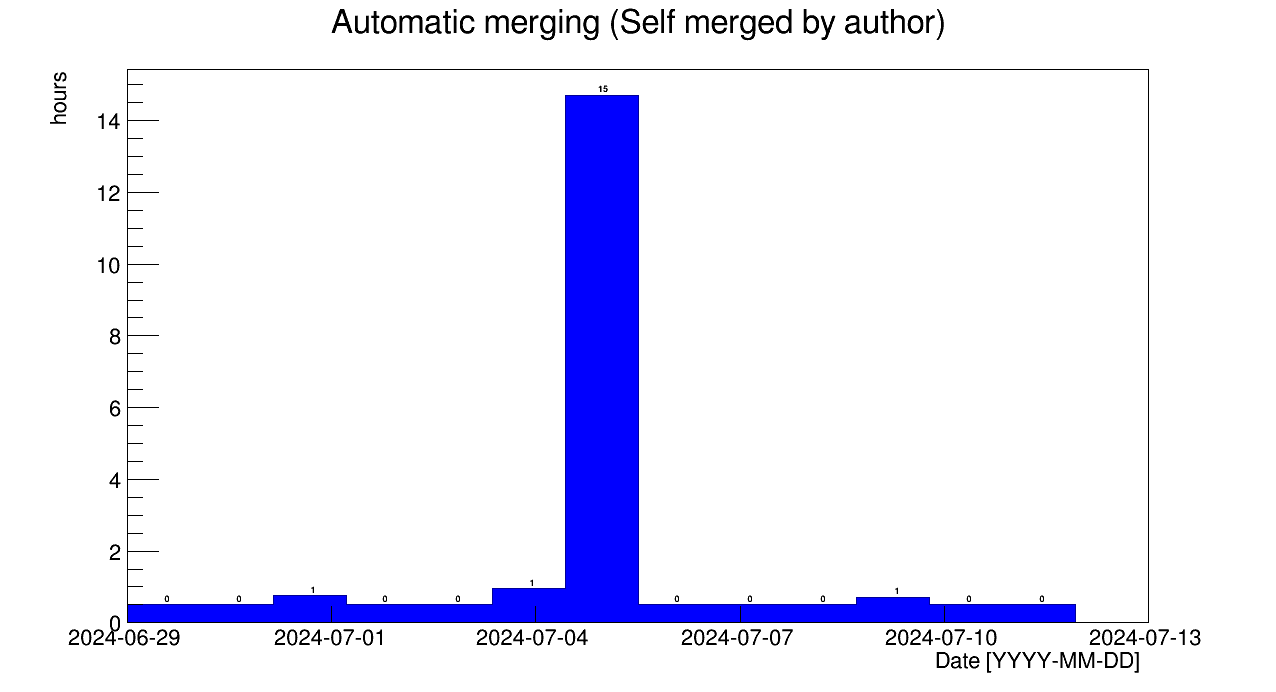 Automatic merging (Self merged by author)
hours
14
12
10
8
6
4
2
0
0 0 1 0 0 1 15 0 0 0 1 0 0
2024-06-29 2024-07-01 2024-07-04 2024-07-07 2024-07-10 2024-07-13
Date [YYYY-MM-DD]